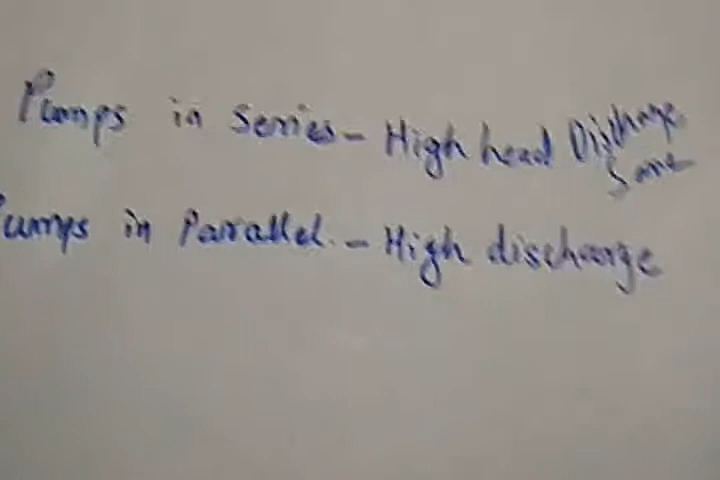 Pumps in Series - High head Discharge
Same
Pumps in Parallel. - High discharge